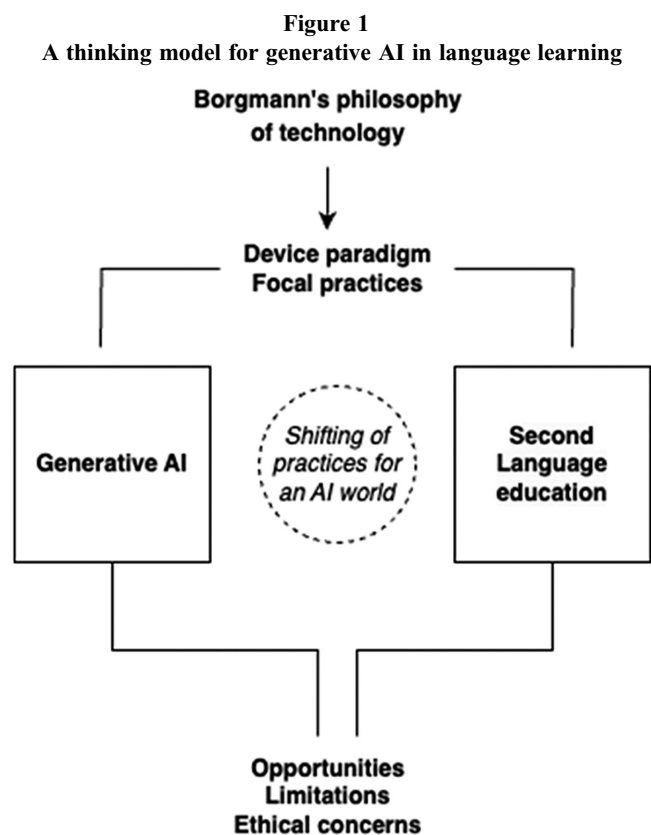 Figure 1
A thinking model for generative AI in language learning
Borgmann's philosophy
of technology
Device paradigm
Focal practices
Generative AI
Shifting of
practices for
an AI world
Second
Language
education
Opportunities
Limitations
Ethical concerns